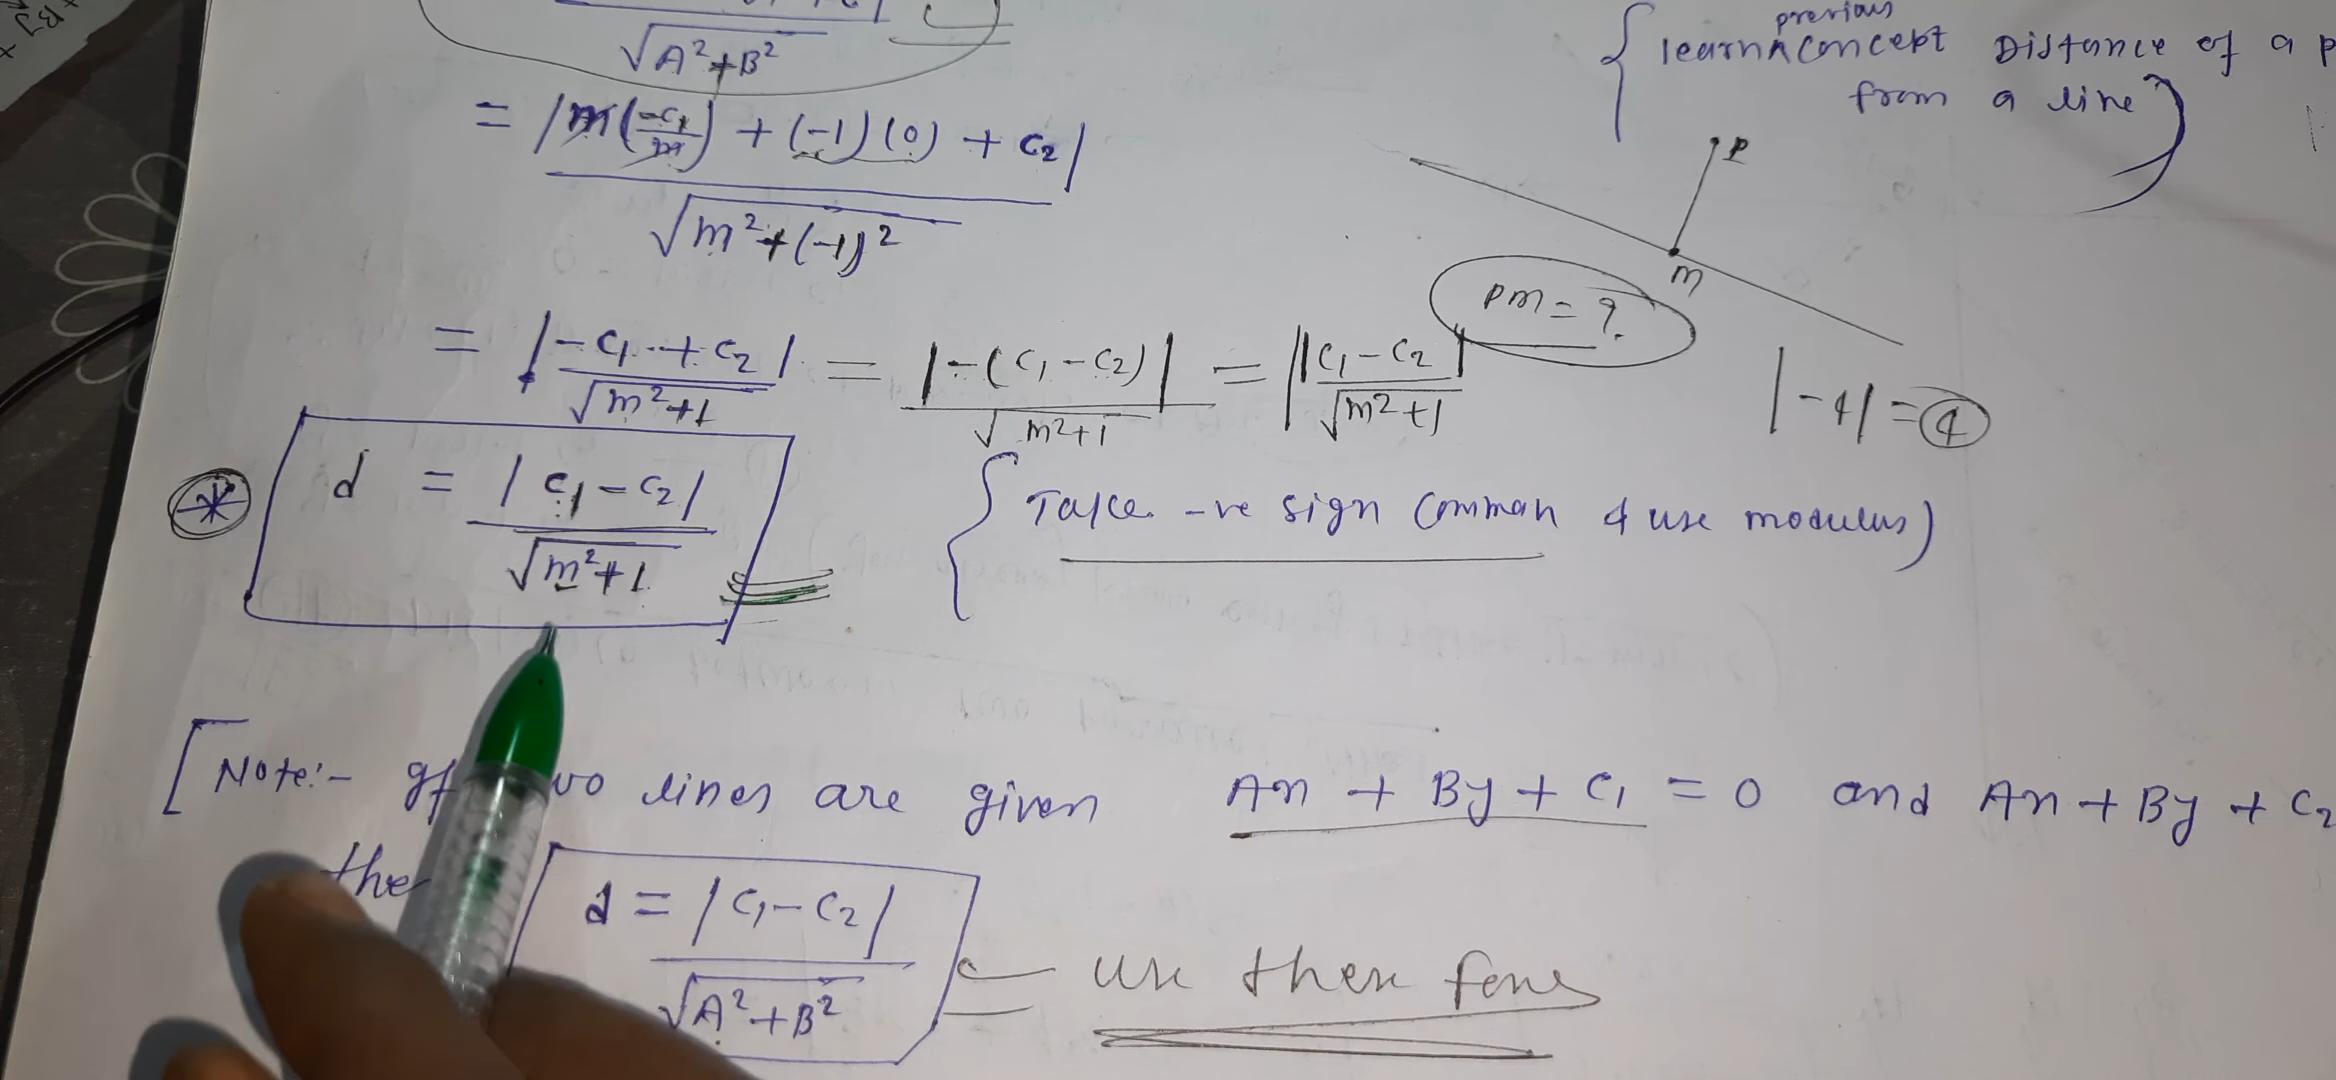 √A²+B²
previous
learn concept Distance of a p
from a line)
= |m(-c₁/m) + (-1)(0) + c₂|
√m²+(-1)²
P
m
Pm = ?
= |-c₁+c₂| / √m²+1 = |-(c₁-c₂)| / √m²+1 = |c₁-c₂| / √m²+1
|-4| = 4
* d = |c₁-c₂| / √m²+1
{ Take -ve sign Common & use modulus)
[Note:- If wo lines are given Ax + By + C₁ = 0 and Ax + By + C₂
the
d = |C₁-C₂| / √A²+B²
use these